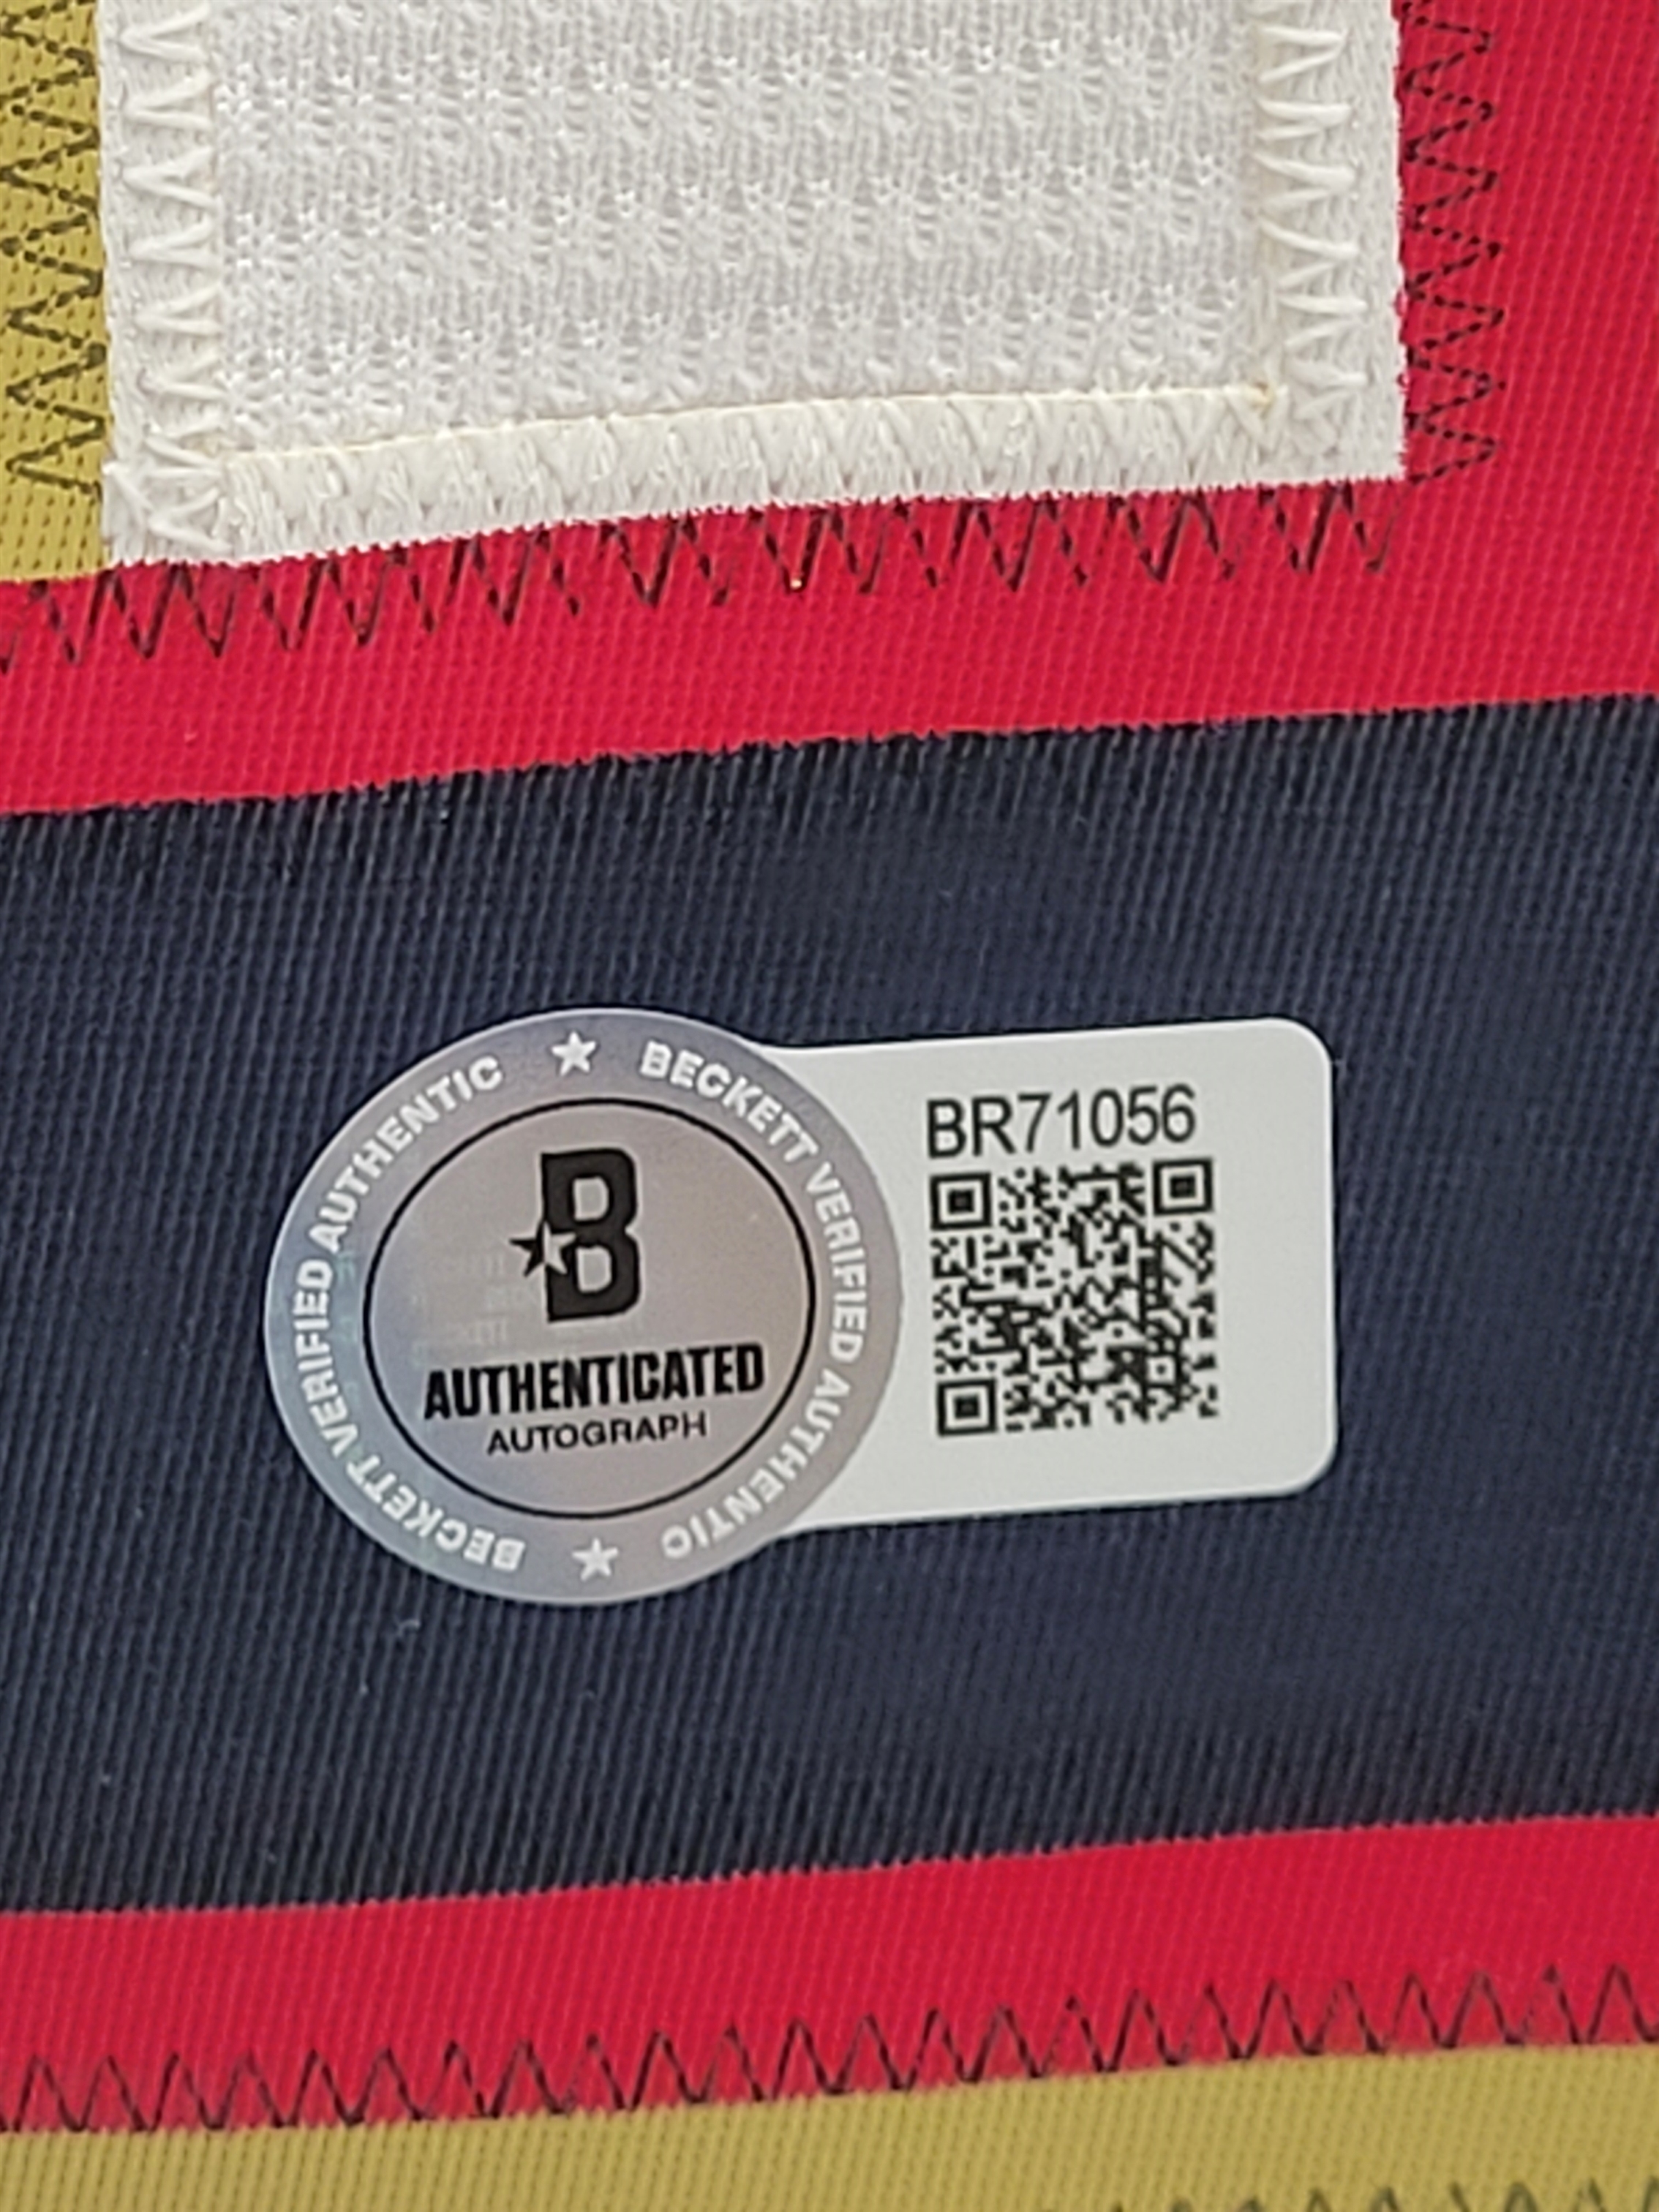 ★ BECKETT VERIFIED AUTHENTIC ★ BECKETT VERIFIED AUTHENTIC
B
AUTHENTICATED
AUTOGRAPH
BR71056